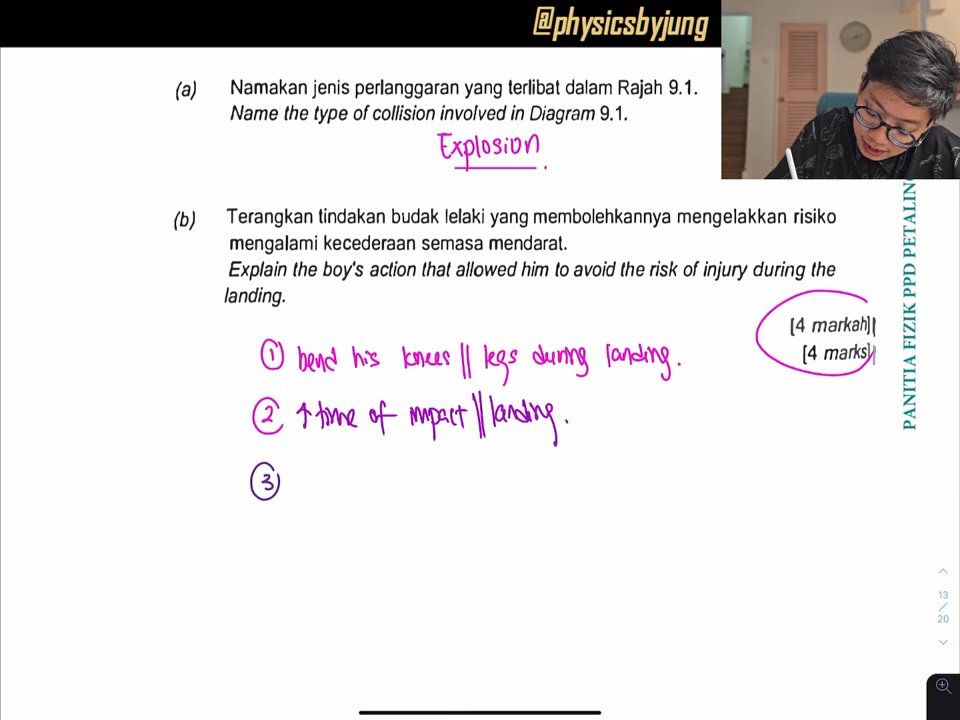 @physicsbyjung
(a) Namakan jenis perlanggaran yang terlibat dalam Rajah 9.1.
Name the type of collision involved in Diagram 9.1.
Explosion.
(b) Terangkan tindakan budak lelaki yang membolehkannya mengelakkan risiko
mengalami kecederaan semasa mendarat.
Explain the boy's action that allowed him to avoid the risk of injury during the
landing.
[4 markah]
[4 marks]
① bend his knees // legs during landing.
② ↑ time of impact // landing.
③
PANITIA FIZIK PPD PETALING
13
/
20